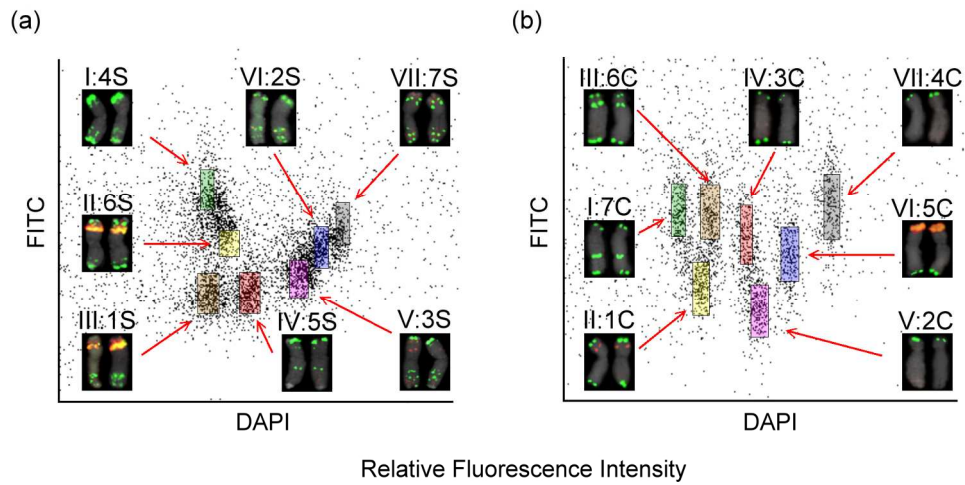 (a)
(b)
I:4S
VI:2S
VII:7S
III:6C
IV:3C
VII:4C
II:6S
I:7C
VI:5C
FITC
FITC
III:1S
IV:5S
V:3S
II:1C
V:2C
DAPI
DAPI
Relative Fluorescence Intensity